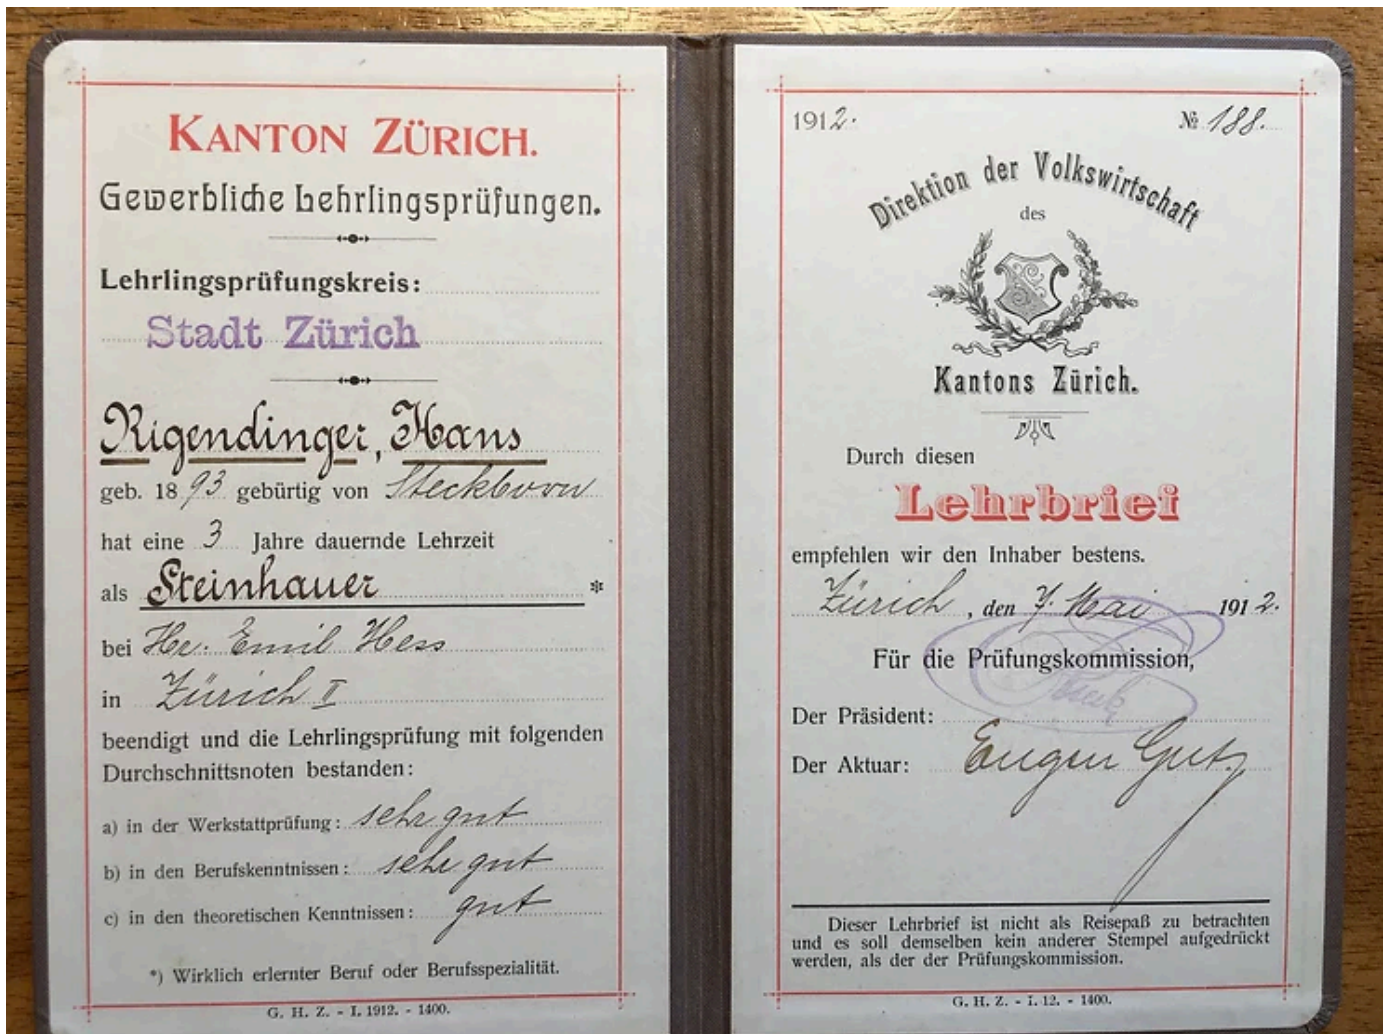 KANTON ZÜRICH.
Gewerbliche Lehrlingsprüfungen.
Lehrlingsprüfungskreis:
Stadt Zürich
Rigendinger, Hans
geb. 1893 gebürtig von Steckborn
hat eine 3 Jahre dauernde Lehrzeit
als Steinhauer *
bei Hr. Emil Hess
in Zürich II
beendigt und die Lehrlingsprüfung mit folgenden
Durchschnittsnoten bestanden:
a) in der Werkstattprüfung: sehr gut
b) in den Berufskenntnissen: sehr gut
c) in den theoretischen Kenntnissen: gut
*) Wirklich erlernter Beruf oder Berufsspezialität.
G. H. Z. - I. 1912. - 1400.
1912. № 188.
Direktion der Volkswirtschaft
des
Kantons Zürich.
Durch diesen
Lehrbrief
empfehlen wir den Inhaber bestens.
Zürich, den 7. Mai 1912.
Für die Prüfungskommission,
Der Präsident:
Der Aktuar: Eugen Gut
Dieser Lehrbrief ist nicht als Reisepaß zu betrachten
und es soll demselben kein anderer Stempel aufgedrückt
werden, als der der Prüfungskommission.
G. H. Z. - I. 12. - 1400.